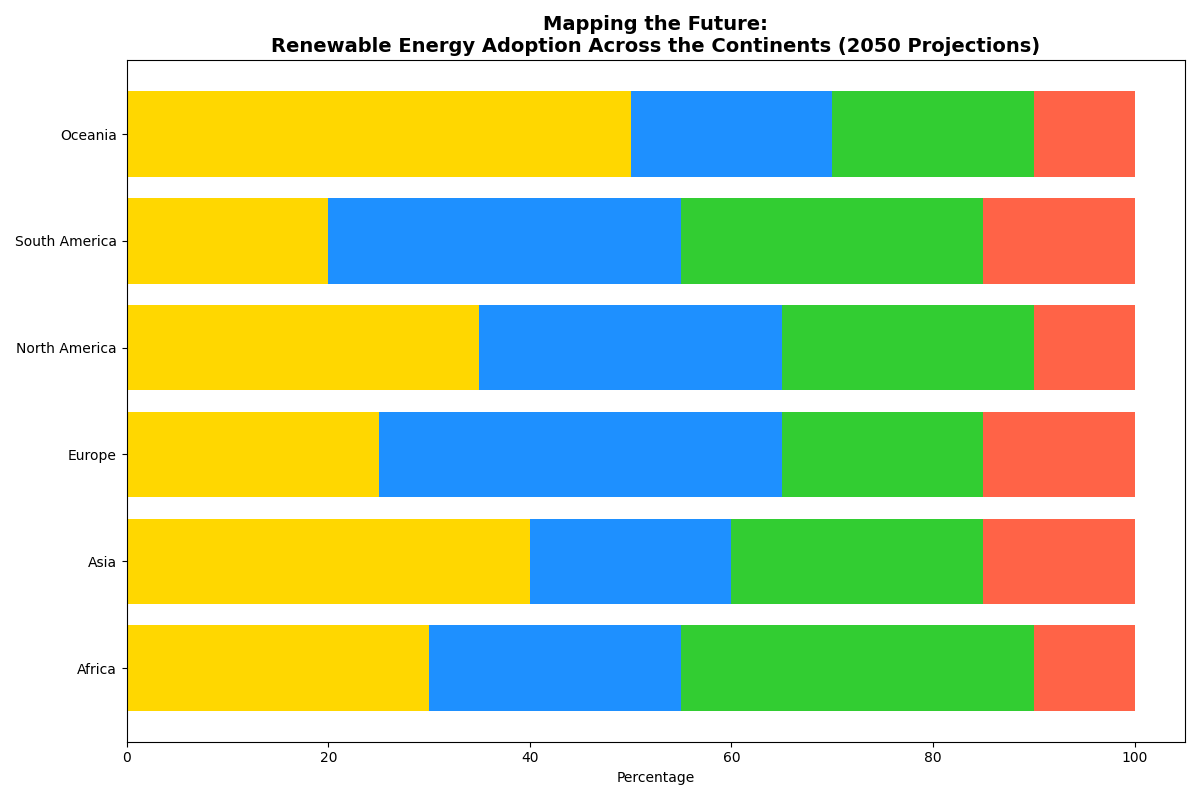 Mapping the Future:
Renewable Energy Adoption Across the Continents (2050 Projections)
Oceania
South America
North America
Europe
Asia
Africa
0 20 40 60 80 100
Percentage